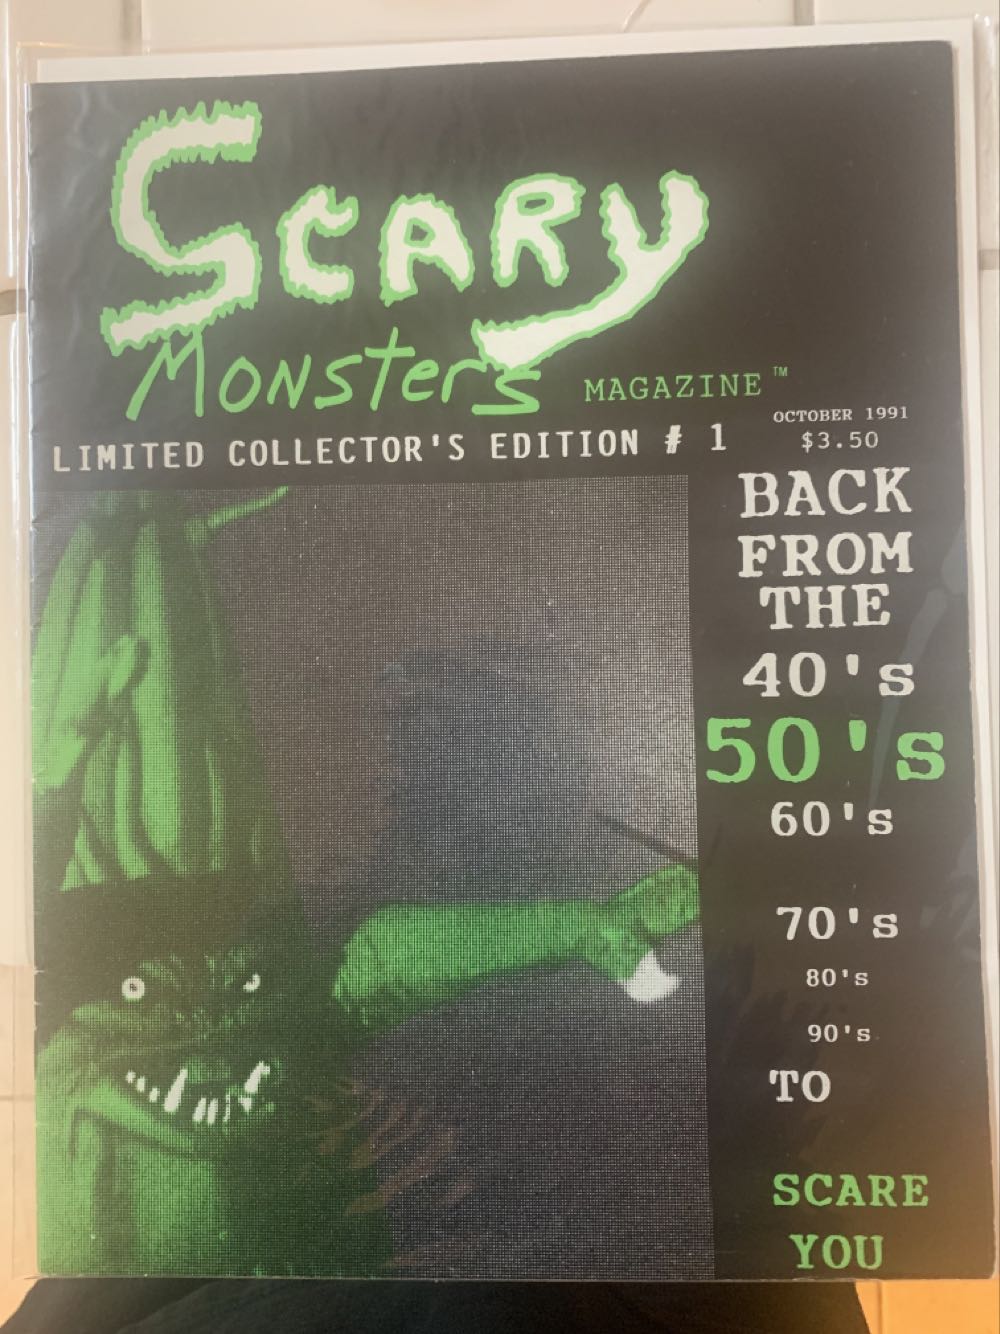 Scary
Monsters
MAGAZINE™
OCTOBER 1991
$3.50
LIMITED COLLECTOR'S EDITION # 1
BACK
FROM
THE
40's
50's
60's
70's
80's
90's
TO
SCARE
YOU